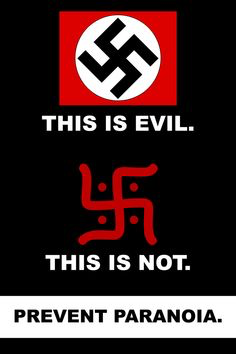 THIS IS EVIL.
THIS IS NOT.
PREVENT PARANOIA.